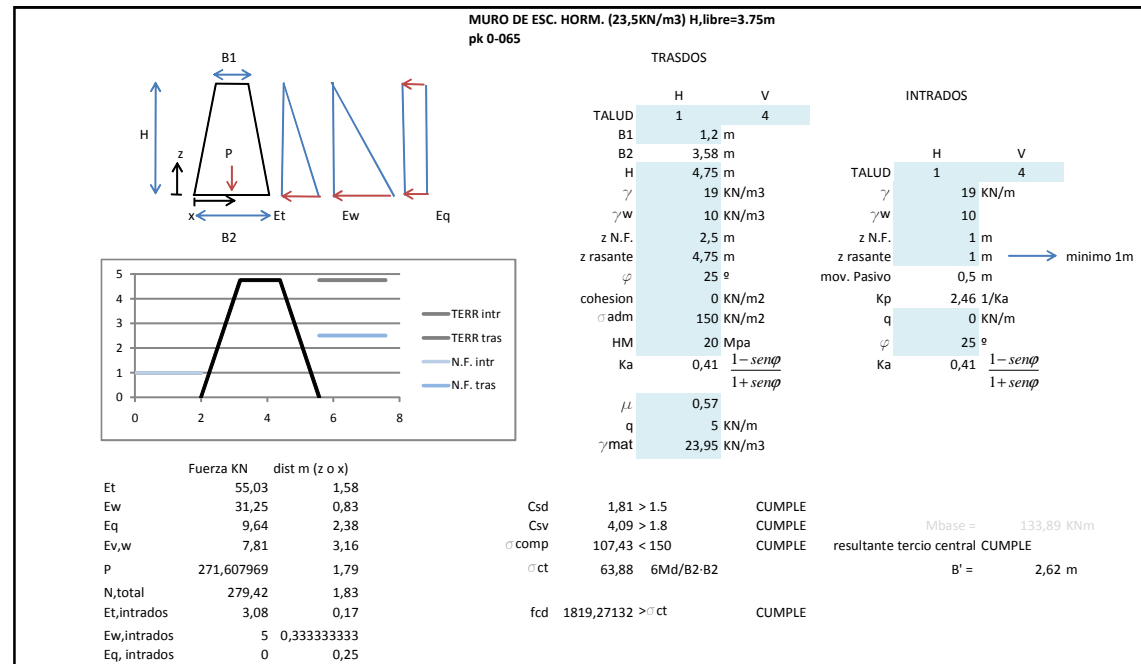 MURO DE ESC. HORM. (23,5KN/m3) H,libre=3.75m
pk 0-065
B1
H
z
P
x
Et
Ew
Eq
B2
5
4
3
2
1
0
0 2 4 6 8
TERR intr
TERR tras
N.F. intr
N.F. tras
TRASDOS
H V
TALUD 1 4
B1 1,2 m
B2 3,58 m
H 4,75 m
γ 19 KN/m3
γw 10 KN/m3
z N.F. 2,5 m
z rasante 4,75 m
φ 25 º
cohesion 0 KN/m2
σadm 150 KN/m2
HM 20 Mpa
Ka 0,41 1−senφ
1+senφ
μ 0,57
q 5 KN/m
γmat 23,95 KN/m3
INTRADOS
H V
TALUD 1 4
γ 19 KN/m
γw 10
z N.F. 1 m
z rasante 1 m minimo 1m
mov. Pasivo 0,5 m
Kp 2,46 1/Ka
q 0 KN/m
φ 25 º
Ka 0,41 1−senφ
1+senφ
Fuerza KN dist m (z o x)
Et 55,03 1,58
Ew 31,25 0,83
Eq 9,64 2,38
Ev,w 7,81 3,16
P 271,607969 1,79
N,total 279,42 1,83
Et,intrados 3,08 0,17
Ew,intrados 5 0,333333333
Eq, intrados 0 0,25
Csd 1,81 > 1.5 CUMPLE
Csv 4,09 > 1.8 CUMPLE Mbase = 133,89 KNm
σcomp 107,43 < 150 CUMPLE resultante tercio central CUMPLE
σct 63,88 6Md/B2·B2 B' = 2,62 m
fcd 1819,27132 >σct CUMPLE